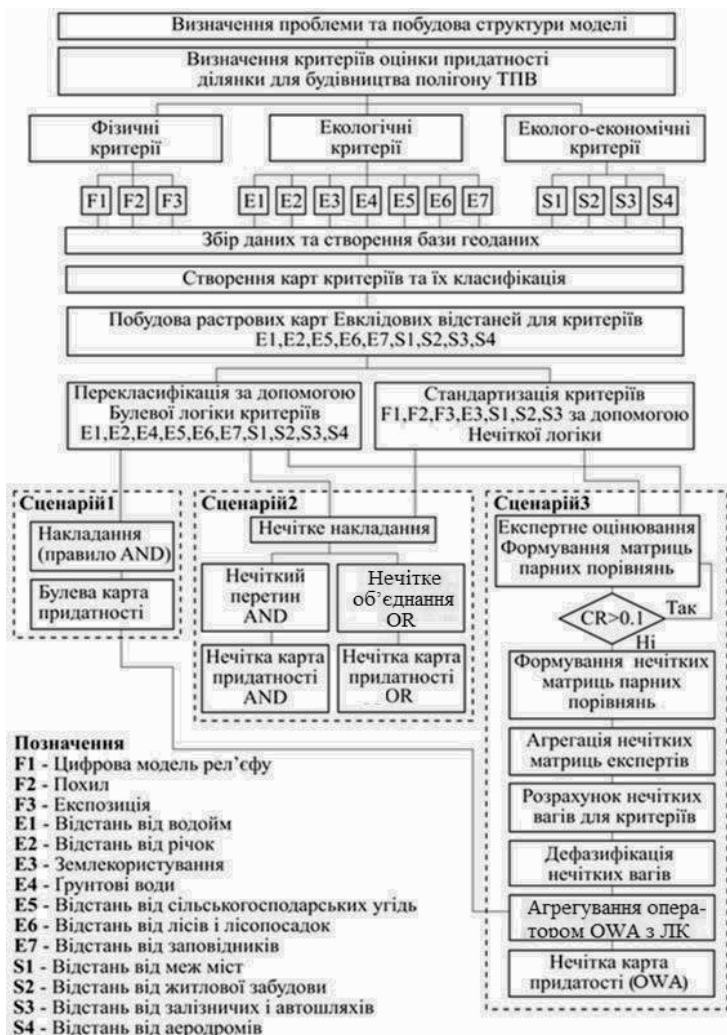 Визначення проблеми та побудова структури моделі
Визначення критеріїв оцінки придатності
ділянки для будівництва полігону ТПВ
Фізичні
критерії
Екологічні
критерії
Еколого-економічні
критерії
F1 F2 F3 E1 E2 E3 E4 E5 E6 E7 S1 S2 S3 S4
Збір даних та створення бази геоданих
Створення карт критеріїв та їх класифікація
Побудова растрових карт Евклідових відстаней для критеріїв
E1,E2,E5,E6,E7,S1,S2,S3,S4
Перекласифікація за допомогою
Булевої логіки критеріїв
E1,E2,E4,E5,E6,E7,S1,S2,S3,S4
Стандартизація критеріїв
F1,F2,F3,E3,S1,S2,S3 за допомогою
Нечіткої логіки
Сценарій1
Накладання
(правило AND)
Булева карта
придатності
Сценарій2
Нечітке накладання
Нечіткий
перетин
AND
Нечітке
об’єднання
OR
Нечітка карта
придатності
AND
Нечітка карта
придатності
OR
Сценарій3
Експертне оцінювання
Формування матриць
парних порівнянь
CR>0.1
Так
Ні
Формування нечітких
матриць парних
порівнянь
Агрегація нечітких
матриць експертів
Розрахунок нечітких
вагів для критеріїв
Дефазифікація
нечітких вагів
Агрегування опера-
тором OWA з ЛК
Нечітка карта
придатості (OWA)
Позначення
F1 - Цифрова модель рел’єфу
F2 - Похил
F3 - Експозиція
E1 - Відстань від водойм
E2 - Відстань від річок
E3 - Землекористування
E4 - Ґрунтові води
E5 - Відстань від сільськогосподарських угідь
E6 - Відстань від лісів і лісопосадок
E7 - Відстань від заповідників
S1 - Відстань від меж міст
S2 - Відстань від житлової забудови
S3 - Відстань від залізничих і автошляхів
S4 - Відстань від аеродромів